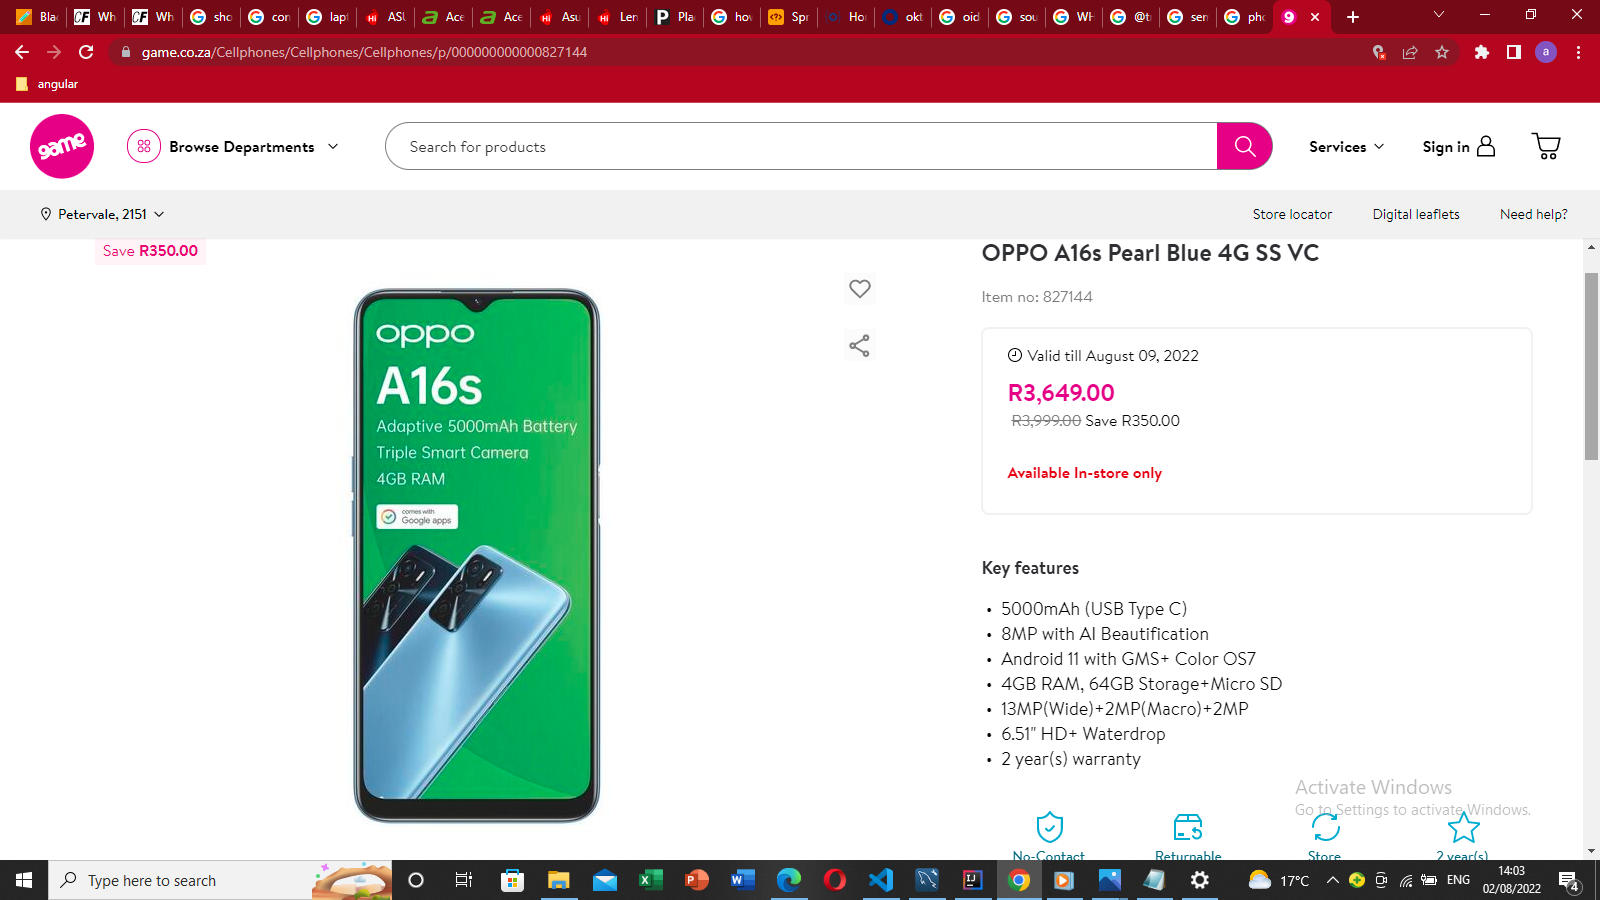 Bla
Wh
Wh
sho
con
lapt
ASU
Ace
Ace
Asu
Len
Pla
hov
Spr
Hor
okt
oid
sou
WH
@tr
sen
pho
game.co.za/Cellphones/Cellphones/Cellphones/p/000000000000827144
a
angular
game
Browse Departments
Search for products
Services
Sign in
Petervale, 2151
Store locator
Digital leaflets
Need help?
Save R350.00
OPPO A16s Pearl Blue 4G SS VC
Item no: 827144
Valid till August 09, 2022
R3,649.00
R3,999.00 Save R350.00
Available In-store only
oppo
A16s
Adaptive 5000mAh Battery
Triple Smart Camera
4GB RAM
comes with
Google apps
Key features
• 5000mAh (USB Type C)
• 8MP with AI Beautification
• Android 11 with GMS+ Color OS7
• 4GB RAM, 64GB Storage+Micro SD
• 13MP(Wide)+2MP(Macro)+2MP
• 6.51" HD+ Waterdrop
• 2 year(s) warranty
Activate Windows
Go to Settings to activate Windows.
No-Contact
Returnable
Store
2 year(s)
Type here to search
17°C
ENG
14:03
02/08/2022
4